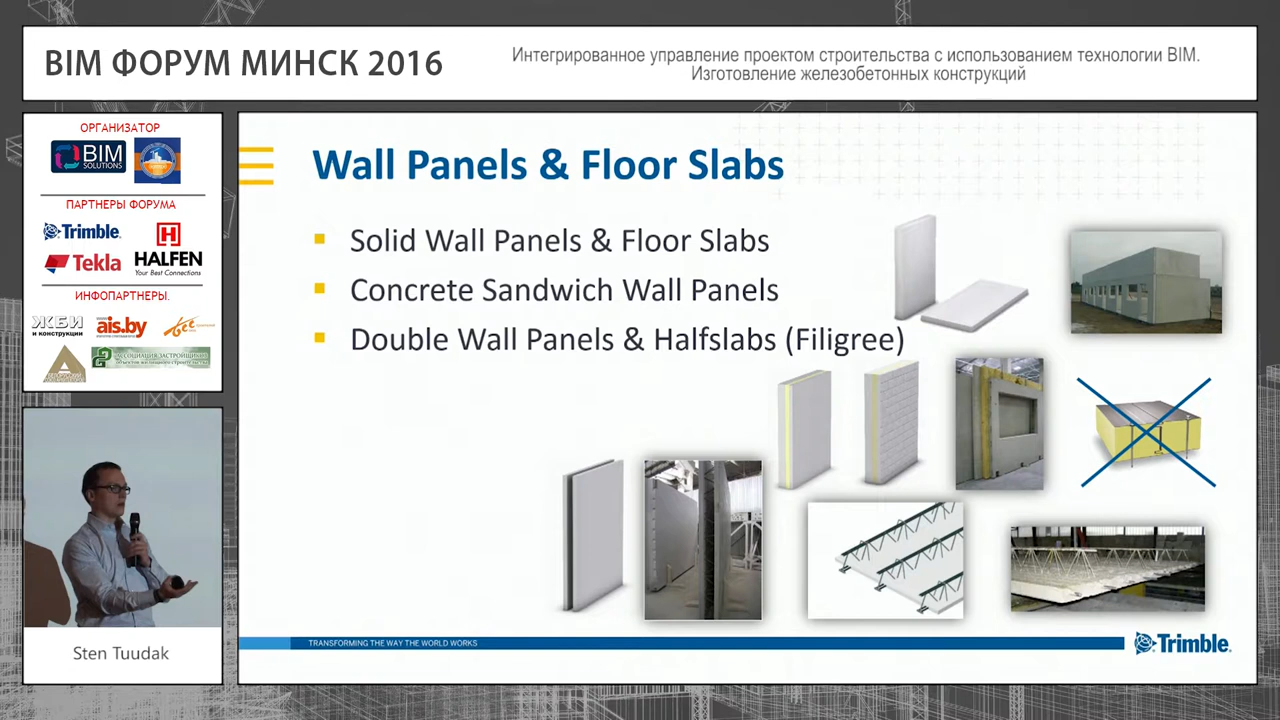 BIM ФОРУМ МИНСК 2016
Интегрированное управление проектом строительства с использованием технологии BIM.
Изготовление железобетонных конструкций
ОРГАНИЗАТОР
BIM
SOLUTIONS
ПАРТНЕРЫ ФОРУМА
Trimble
Tekla
HALFEN
Your Best Connections
ИНФОПАРТНЕРЫ.
ЖБИ
и конструкции
ais.by
АССОЦИАЦИЯ ЗАСТРОЙЩИКОВ
Sten Tuudak
Wall Panels & Floor Slabs
Solid Wall Panels & Floor Slabs
Concrete Sandwich Wall Panels
Double Wall Panels & Halfslabs (Filigree)
TRANSFORMING THE WAY THE WORLD WORKS
Trimble